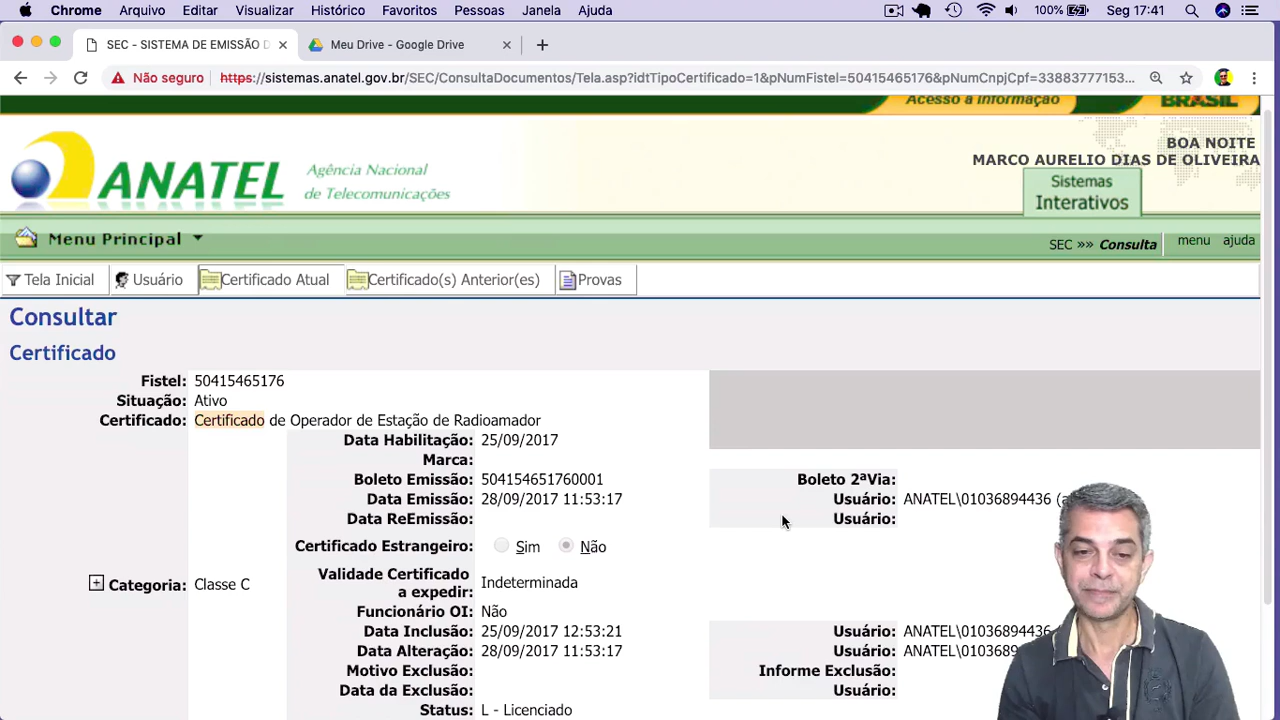 Chrome Arquivo Editar Visualizar Histórico Favoritos Pessoas Janela Ajuda 100% Seg 17:41
SEC - SISTEMA DE EMISSÃO D Meu Drive - Google Drive
Não seguro https://sistemas.anatel.gov.br/SEC/ConsultaDocumentos/Tela.asp?idtTipoCertificado=1&pNumFistel=50415465176&pNumCnpjCpf=33883777153...
Acesso à Informação BRASIL
ANATEL Agência Nacional de Telecomunicações
BOA NOITE
MARCO AURELIO DIAS DE OLIVEIRA
Sistemas
Interativos
Menu Principal SEC »» Consulta menu ajuda
Tela Inicial Usuário Certificado Atual Certificado(s) Anterior(es) Provas
Consultar
Certificado
Fistel: 50415465176
Situação: Ativo
Certificado: Certificado de Operador de Estação de Radioamador
Data Habilitação: 25/09/2017
Marca:
Boleto Emissão: 504154651760001 Boleto 2ªVia:
Data Emissão: 28/09/2017 11:53:17 Usuário: ANATEL\01036894436
Data ReEmissão: Usuário:
Certificado Estrangeiro: Sim Não
Categoria: Classe C Validade Certificado a expedir: Indeterminada
Funcionário OI: Não
Data Inclusão: 25/09/2017 12:53:21 Usuário: ANATEL\01036894436
Data Alteração: 28/09/2017 11:53:17 Usuário: ANATEL\0103689
Motivo Exclusão: Informe Exclusão:
Data da Exclusão: Usuário:
Status: L - Licenciado